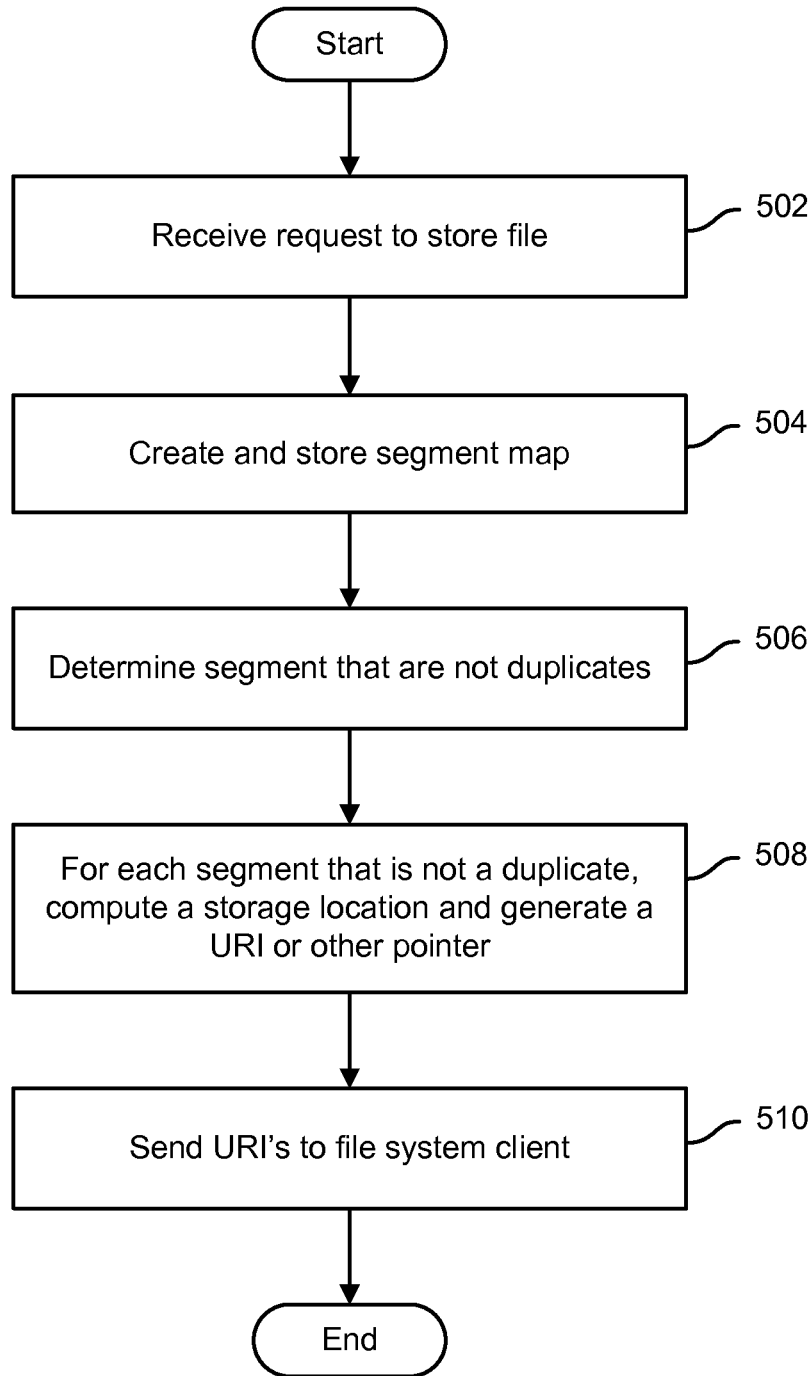 Start
Receive request to store file
502
Create and store segment map
504
Determine segment that are not duplicates
506
For each segment that is not a duplicate,
compute a storage location and generate a
URI or other pointer
508
Send URI's to file system client
510
End